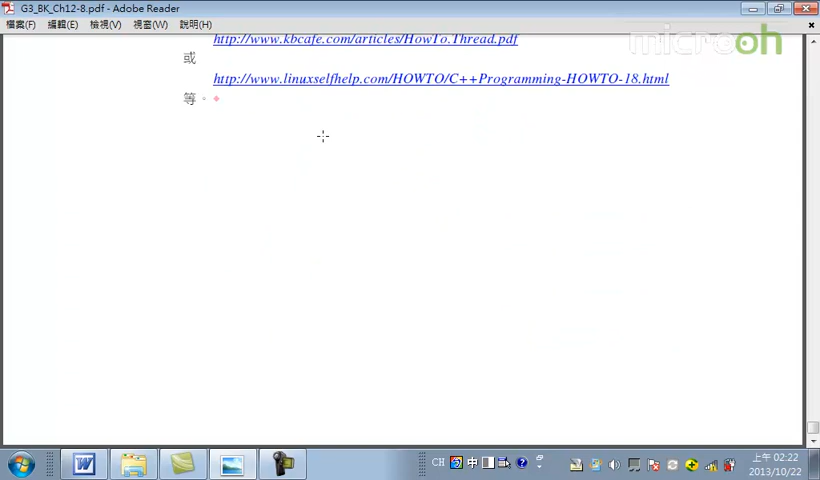 G3_BK_Ch12-8.pdf - Adobe Reader
檔案(F) 編輯(E) 檢視(V) 視窗(W) 說明(H)
microoh
http://www.kbcafe.com/articles/HowTo.Thread.pdf
或
http://www.linuxselfhelp.com/HOWTO/C++Programming-HOWTO-18.html
等。
CH 中
上午 02:22
2013/10/22